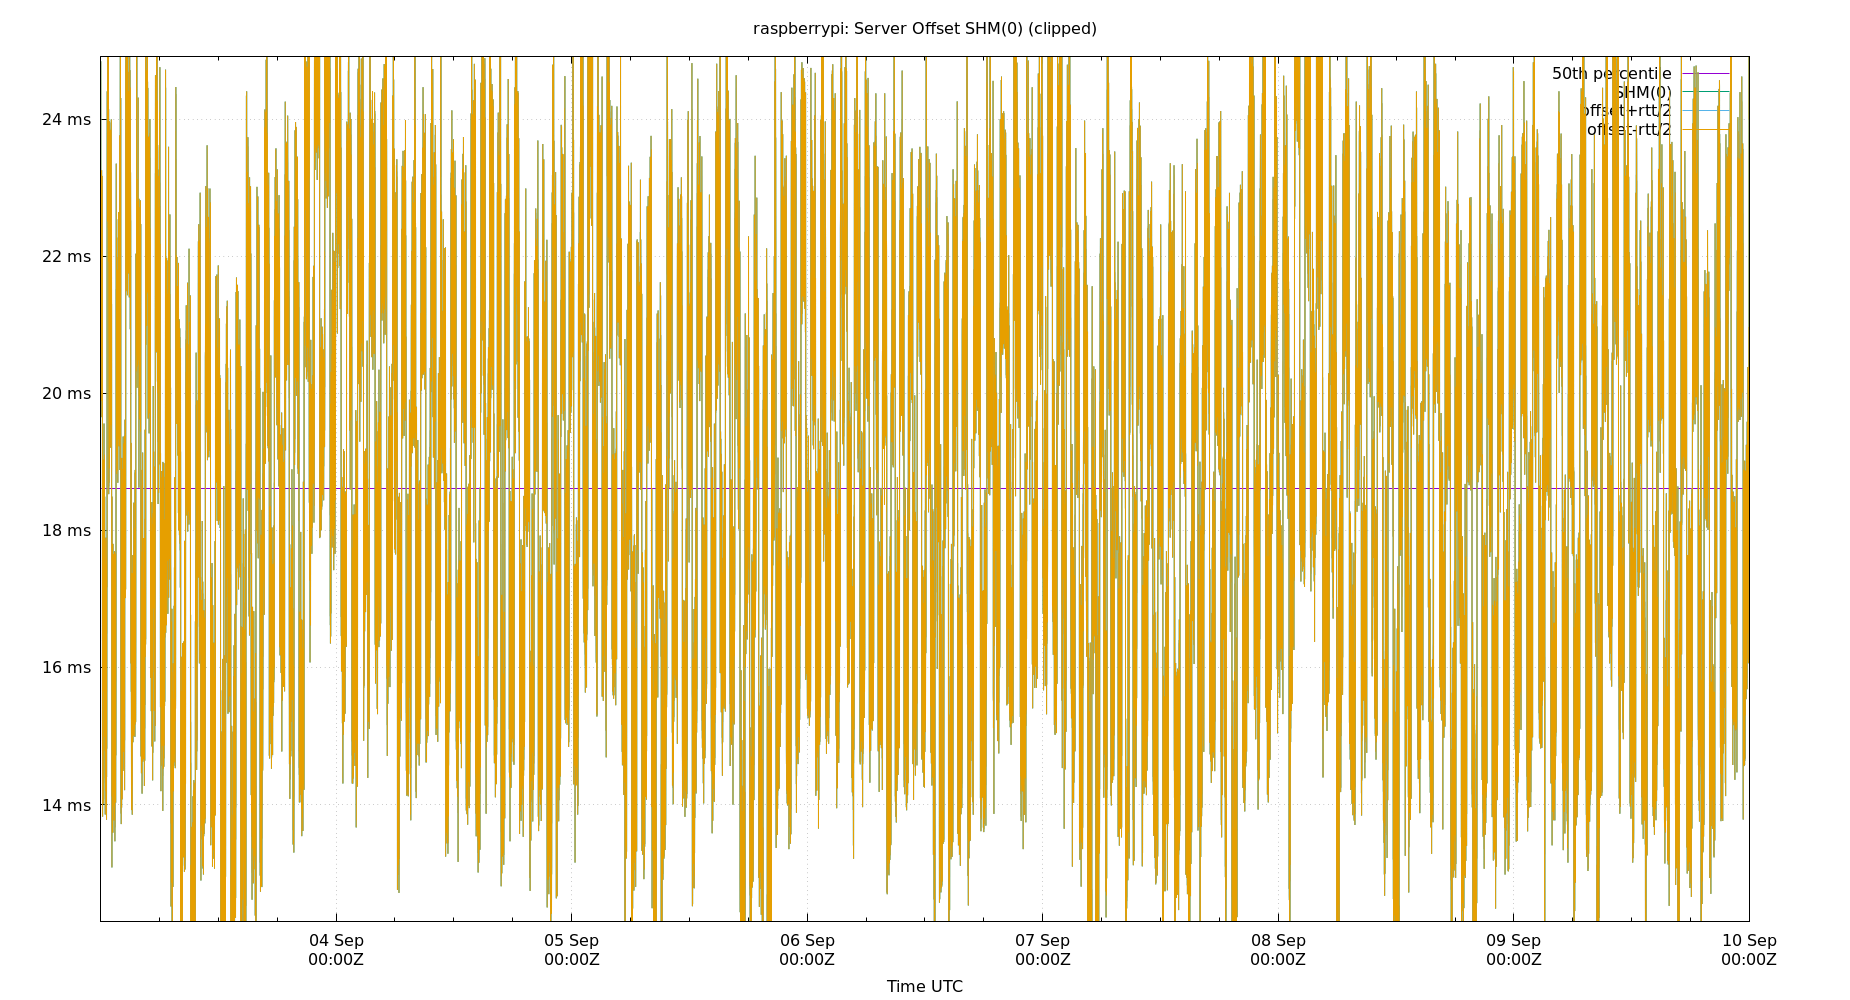 raspberrypi: Server Offset SHM(0) (clipped)
50th percentile
SHM(0)
offset+rtt/2
offset-rtt/2
24 ms
22 ms
20 ms
18 ms
16 ms
14 ms
04 Sep
00:00Z
05 Sep
00:00Z
06 Sep
00:00Z
07 Sep
00:00Z
08 Sep
00:00Z
09 Sep
00:00Z
10 Sep
00:00Z
Time UTC